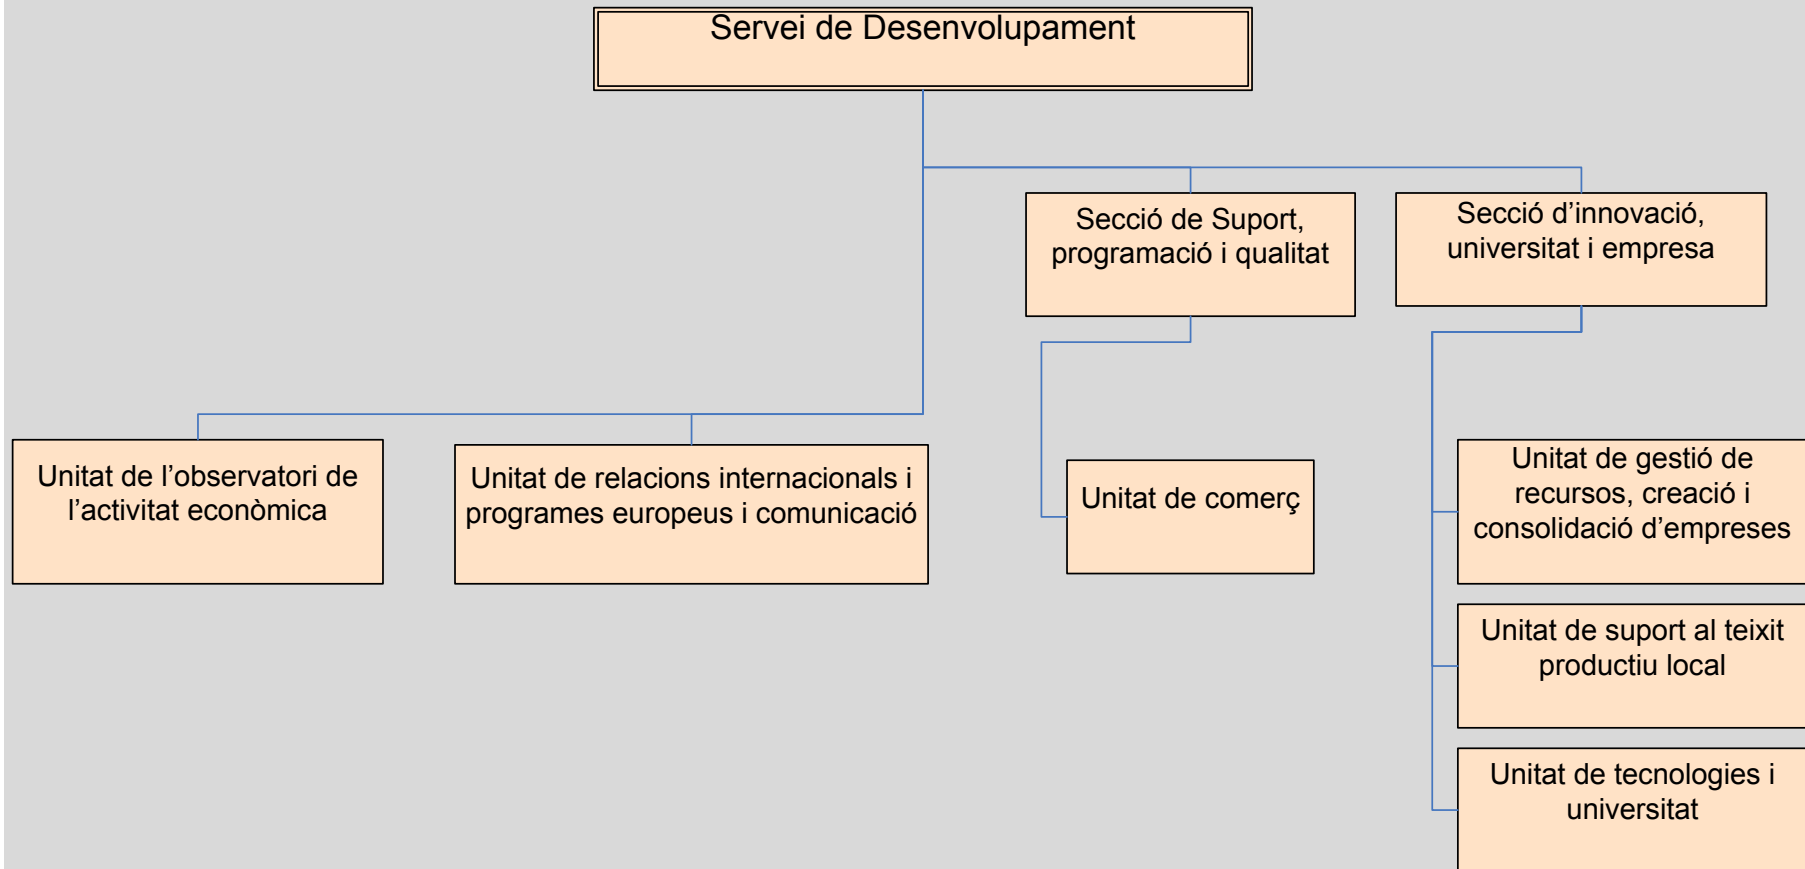 Servei de Desenvolupament
Secció de Suport,
programació i qualitat
Secció d’innovació,
universitat i empresa
Unitat de l’observatori de
l’activitat econòmica
Unitat de relacions internacionals i
programes europeus i comunicació
Unitat de comerç
Unitat de gestió de
recursos, creació i
consolidació d’empreses
Unitat de suport al teixit
productiu local
Unitat de tecnologies i
universitat